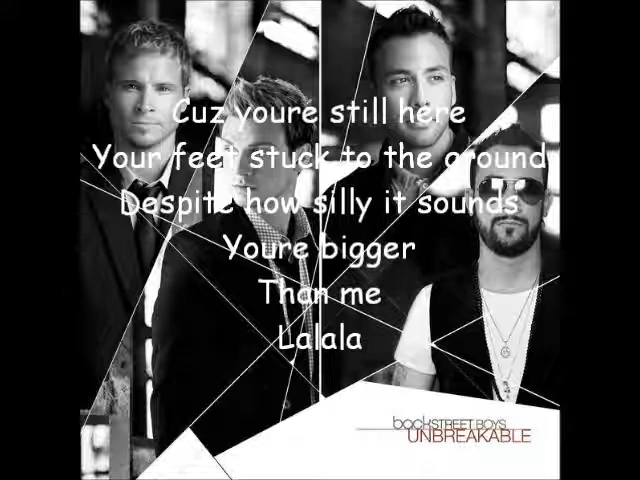 Cuz youre still here
Your feet stuck to the ground
Despite how silly it sounds
Youre bigger
Than me
Lalala
backSTREET BOYS
UNBREAKABLE